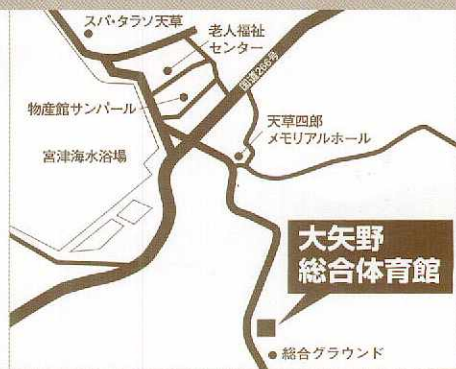 スパ・タラソ天草
老人福祉
センター
国道266号
物産館サンパール
天草四郎
メモリアルホール
宮津海水浴場
大矢野
総合体育館
総合グラウンド